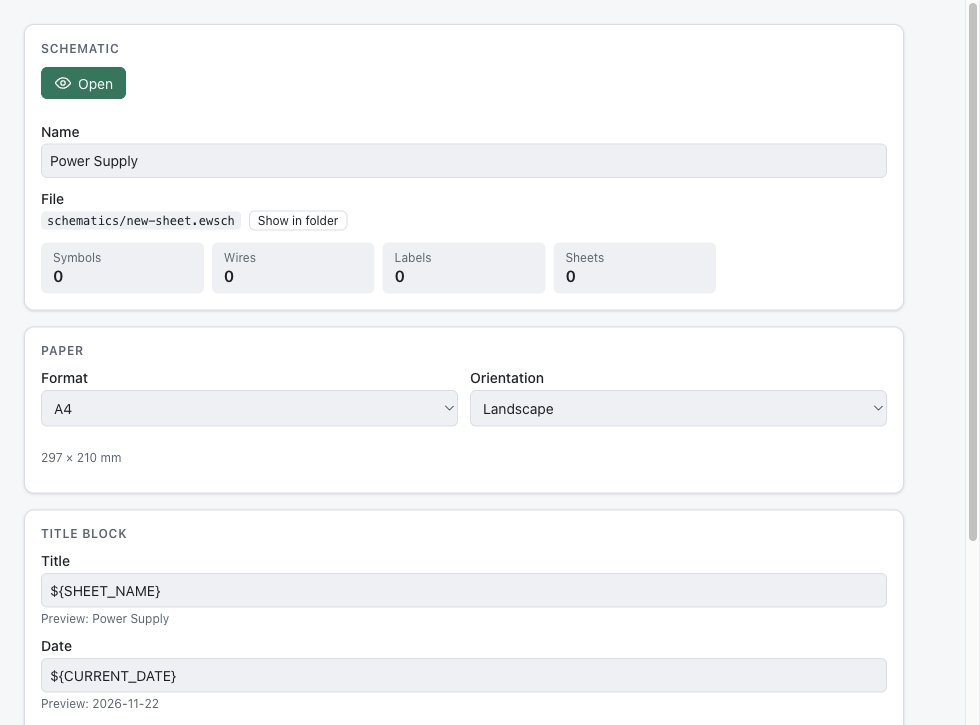 SCHEMATIC
Open
Name
Power Supply
File
schematics/new-sheet.ewsch Show in folder
Symbols Wires Labels Sheets
0 0 0 0
PAPER
Format Orientation
A4 Landscape
297 × 210 mm
TITLE BLOCK
Title
${SHEET_NAME}
Preview: Power Supply
Date
${CURRENT_DATE}
Preview: 2026-11-22